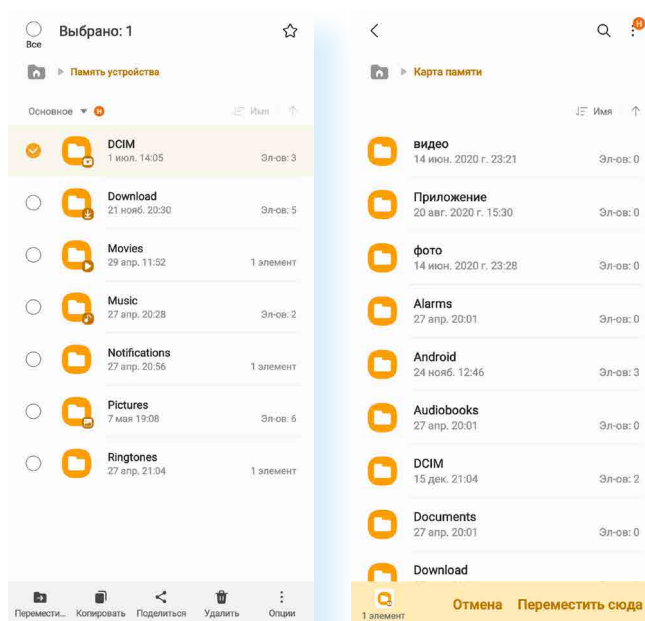 Все
Выбрано: 1
Память устройства
Основное Н Имя
DCIM
1 июл. 14:05 Эл-ов: 3
Download
21 нояб. 20:30 Эл-ов: 5
Movies
29 апр. 11:52 1 элемент
Music
27 апр. 20:28 Эл-ов: 2
Notifications
27 апр. 20:56 1 элемент
Pictures
7 мая 19:08 Эл-ов: 6
Ringtones
27 апр. 21:04 1 элемент
Перемести... Копировать Поделиться Удалить Опции
Н
Карта памяти
Имя
видео
14 июн. 2020 г. 23:21 Эл-ов: 0
Приложение
20 авг. 2020 г. 15:30 Эл-ов: 0
фото
14 июн. 2020 г. 23:28 Эл-ов: 0
Alarms
27 апр. 20:01 Эл-ов: 0
Android
24 нояб. 12:46 Эл-ов: 3
Audiobooks
27 апр. 20:01 Эл-ов: 0
DCIM
15 дек. 21:04 Эл-ов: 2
Documents
27 апр. 20:01 Эл-ов: 0
Download
1 элемент Отмена Переместить сюда